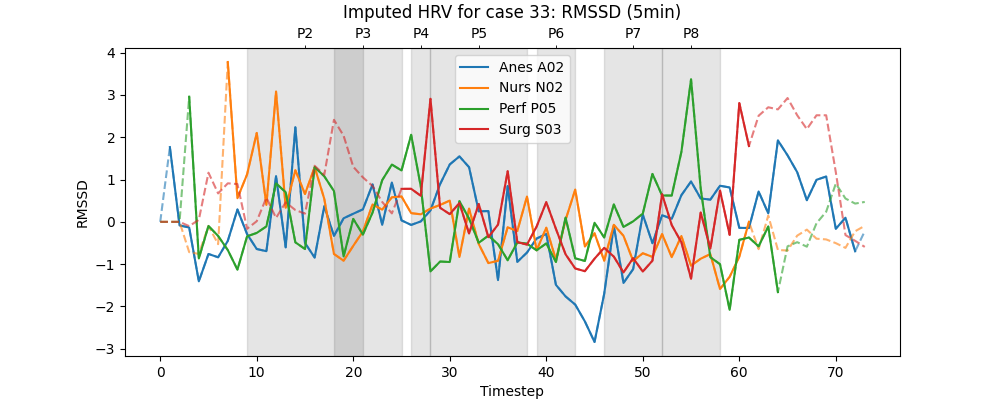 Imputed HRV for case 33: RMSSD (5min)
P2 P3 P4 P5 P6 P7 P8
4
3
2
1
0
−1
−2
−3
RMSSD
Anes A02
Nurs N02
Perf P05
Surg S03
0 10 20 30 40 50 60 70
Timestep